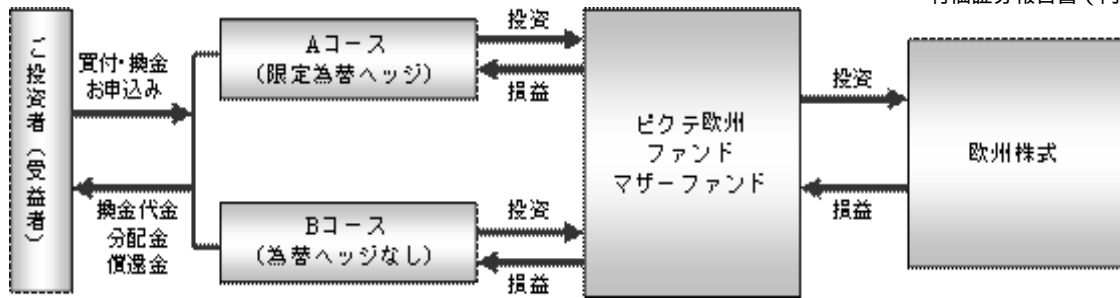 有価証券報告書（内
ご投資者（受益者）
買付・換金
お申込み
換金代金
分配金
償還金
Aコース
（限定為替ヘッジ）
Bコース
（為替ヘッジなし）
投資
損益
投資
損益
ピクテ欧州
ファンド
マザーファンド
投資
損益
欧州株式